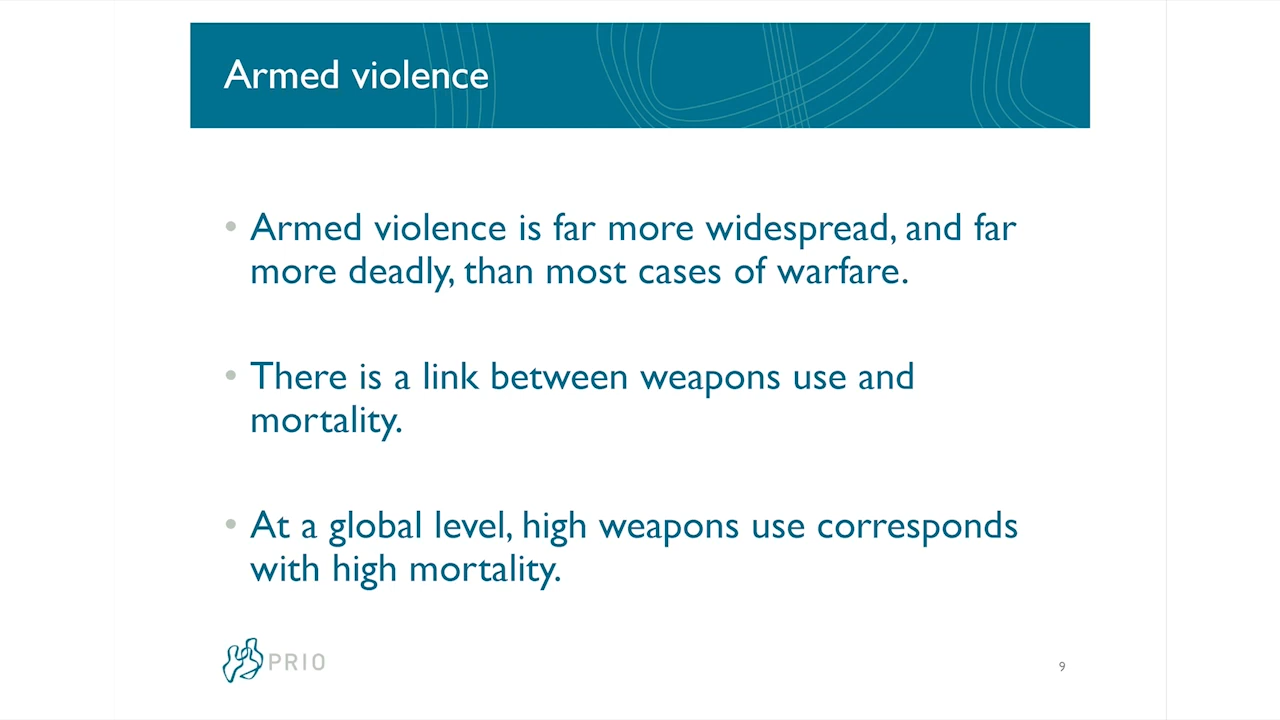 Armed violence
• Armed violence is far more widespread, and far
more deadly, than most cases of warfare.
• There is a link between weapons use and
mortality.
• At a global level, high weapons use corresponds
with high mortality.
PRIO
9